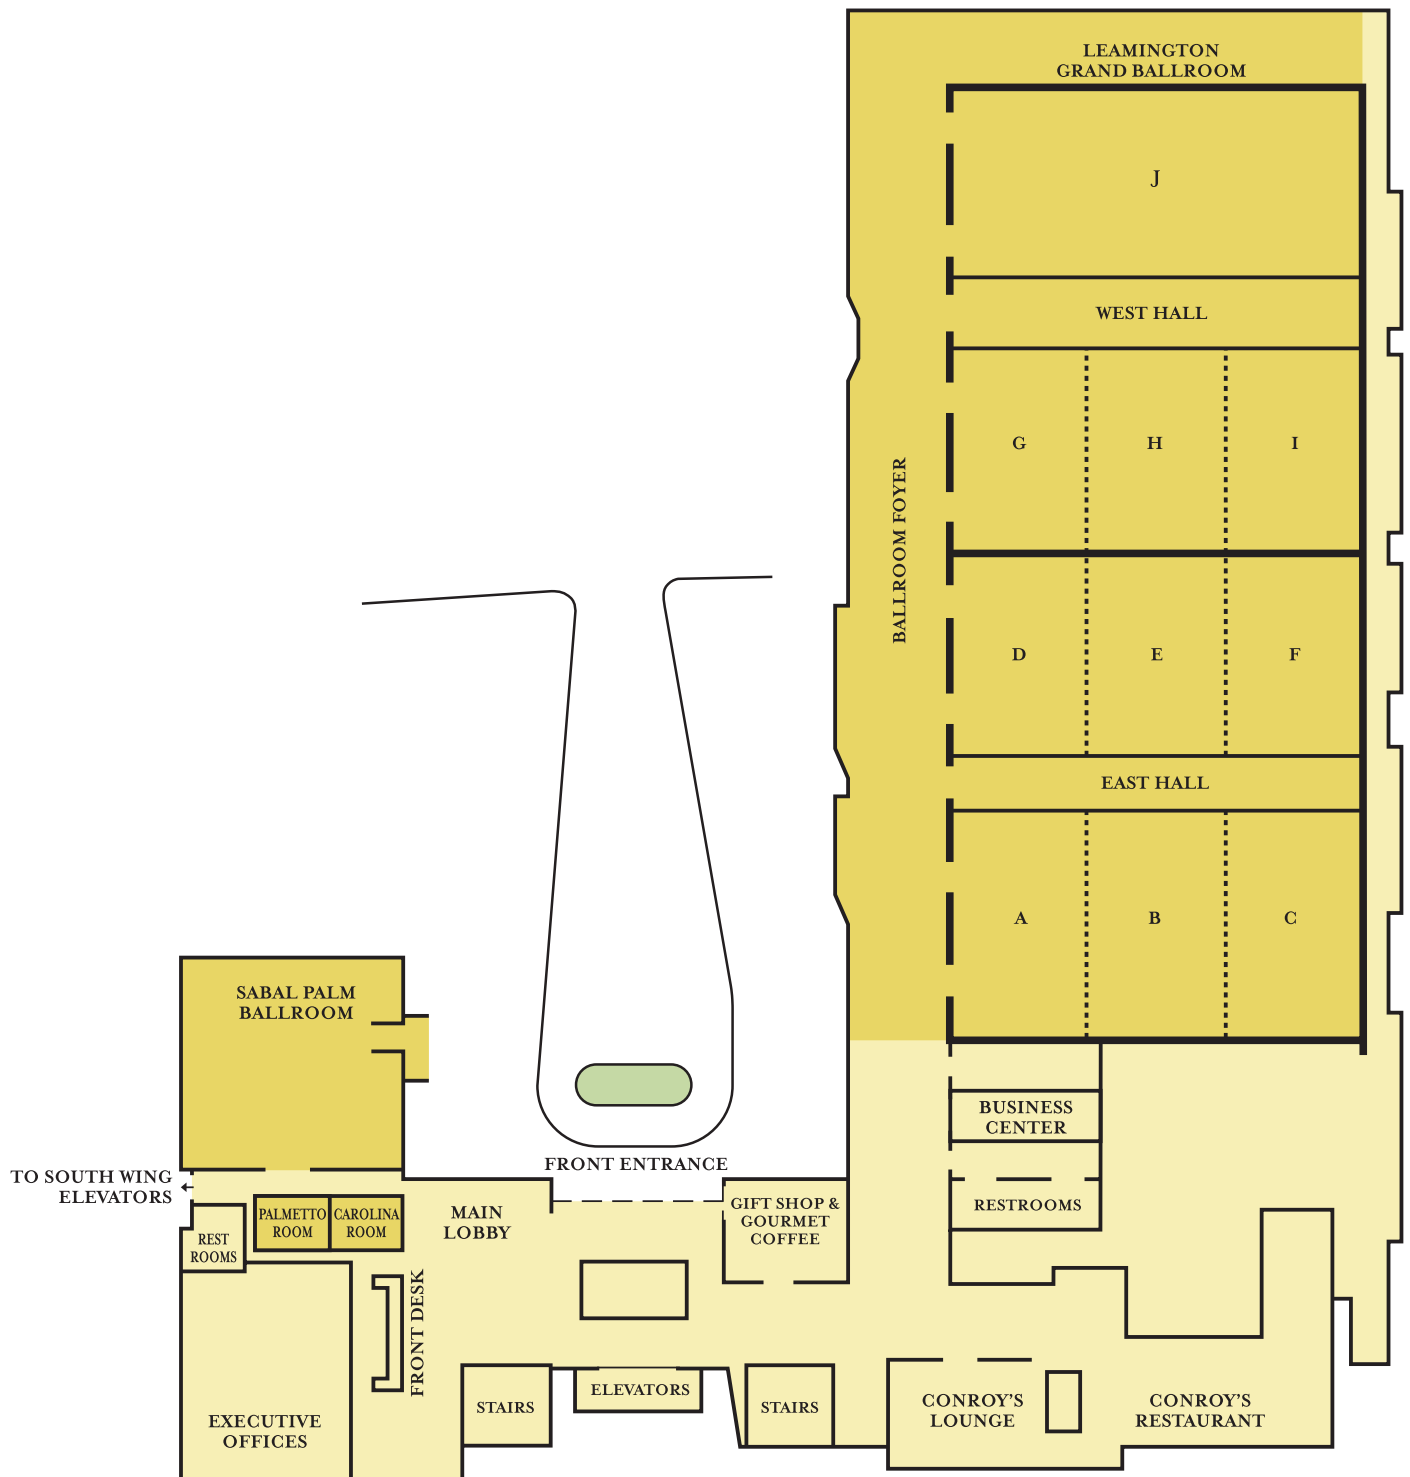 LEAMINGTON
GRAND BALLROOM
J
WEST HALL
G
H
I
BALLROOM FOYER
D
E
F
EAST HALL
A
B
C
SABAL PALM
BALLROOM
BUSINESS
CENTER
FRONT ENTRANCE
TO SOUTH WING
ELEVATORS
PALMETTO
ROOM
CAROLINA
ROOM
MAIN
LOBBY
GIFT SHOP &
GOURMET
COFFEE
RESTROOMS
REST
ROOMS
FRONT DESK
EXECUTIVE
OFFICES
STAIRS
ELEVATORS
STAIRS
CONROY'S
LOUNGE
CONROY'S
RESTAURANT